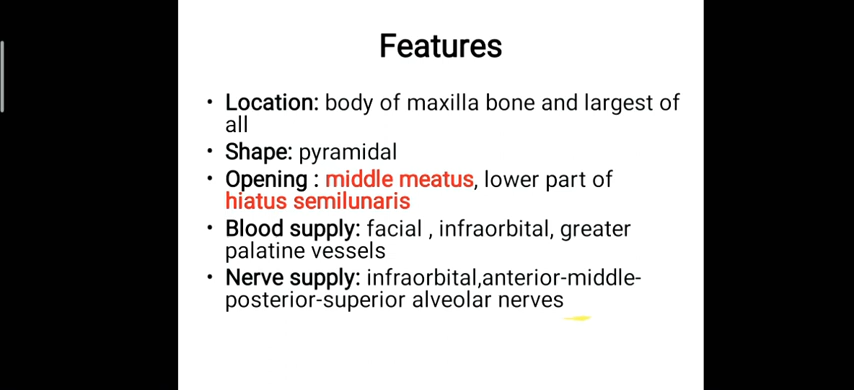 Features
• Location: body of maxilla bone and largest of
all
• Shape: pyramidal
• Opening : middle meatus, lower part of
hiatus semilunaris
• Blood supply: facial , infraorbital, greater
palatine vessels
• Nerve supply: infraorbital,anterior-middle-
posterior-superior alveolar nerves